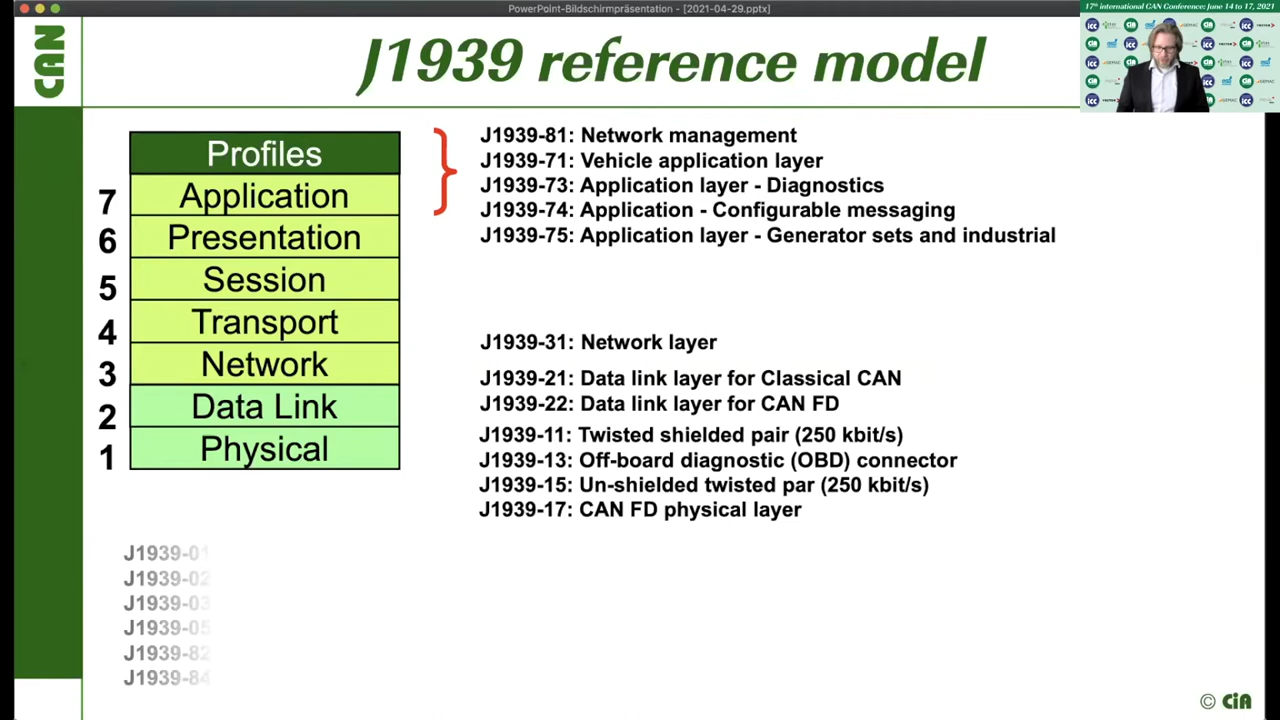 PowerPoint-Bildschirmpräsentation - [2021-04-29.pptx]
17th international CAN Conference: June 14 to 17, 2021
CAN
J1939 reference model
Profiles
7 Application
6 Presentation
5 Session
4 Transport
3 Network
2 Data Link
1 Physical
J1939-81: Network management
J1939-71: Vehicle application layer
J1939-73: Application layer - Diagnostics
J1939-74: Application - Configurable messaging
J1939-75: Application layer - Generator sets and industrial
J1939-31: Network layer
J1939-21: Data link layer for Classical CAN
J1939-22: Data link layer for CAN FD
J1939-11: Twisted shielded pair (250 kbit/s)
J1939-13: Off-board diagnostic (OBD) connector
J1939-15: Un-shielded twisted par (250 kbit/s)
J1939-17: CAN FD physical layer
J1939-01
J1939-02
J1939-03
J1939-05
J1939-82
J1939-84
© CiA